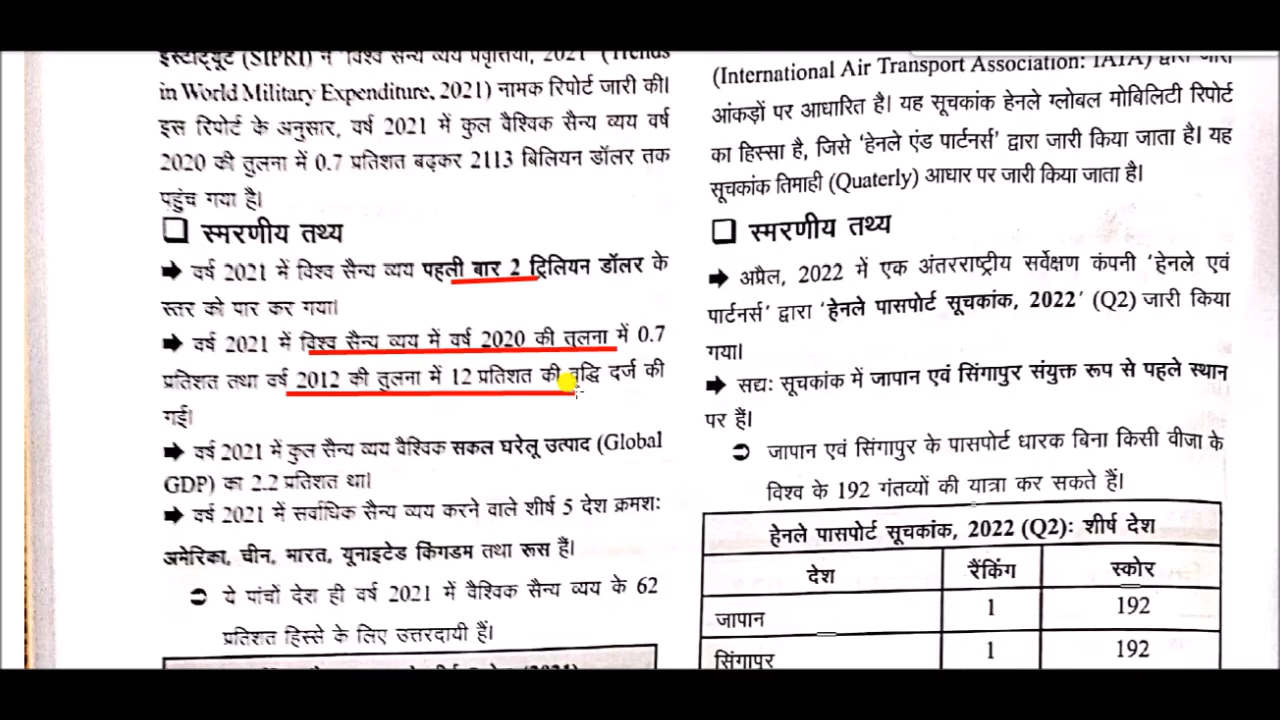 इंस्टीट्यूट (SIPRI) ने 'विश्व सैन्य व्यय प्रवृत्तियां, 2021' (Trends
in World Military Expenditure, 2021) नामक रिपोर्ट जारी की।
इस रिपोर्ट के अनुसार, वर्ष 2021 में कुल वैश्विक सैन्य व्यय वर्ष
2020 की तुलना में 0.7 प्रतिशत बढ़कर 2113 बिलियन डॉलर तक
पहुंच गया है।
❑ स्मरणीय तथ्य
➡ वर्ष 2021 में विश्व सैन्य व्यय पहली बार 2 ट्रिलियन डॉलर के
स्तर को पार कर गया।
➡ वर्ष 2021 में विश्व सैन्य व्यय में वर्ष 2020 की तुलना में 0.7
प्रतिशत तथा वर्ष 2012 की तुलना में 12 प्रतिशत की वृद्धि दर्ज की
गई।
➡ वर्ष 2021 में कुल सैन्य व्यय वैश्विक सकल घरेलू उत्पाद (Global
GDP) का 2.2 प्रतिशत था।
➡ वर्ष 2021 में सर्वाधिक सैन्य व्यय करने वाले शीर्ष 5 देश क्रमशः
अमेरिका, चीन, भारत, यूनाइटेड किंगडम तथा रूस हैं।
➲ ये पांचों देश ही वर्ष 2021 में वैश्विक सैन्य व्यय के 62
प्रतिशत हिस्से के लिए उत्तरदायी हैं।
(International Air Transport Association: IATA) द्वारा जारी
आंकड़ों पर आधारित है। यह सूचकांक हेनले ग्लोबल मोबिलिटी रिपोर्ट
का हिस्सा है, जिसे 'हेनले एंड पार्टनर्स' द्वारा जारी किया जाता है। यह
सूचकांक तिमाही (Quaterly) आधार पर जारी किया जाता है।
❑ स्मरणीय तथ्य
➡ अप्रैल, 2022 में एक अंतरराष्ट्रीय सर्वेक्षण कंपनी 'हेनले एवं
पार्टनर्स' द्वारा 'हेनले पासपोर्ट सूचकांक, 2022' (Q2) जारी किया
गया।
➡ सद्यः सूचकांक में जापान एवं सिंगापुर संयुक्त रूप से पहले स्थान
पर हैं।
➲ जापान एवं सिंगापुर के पासपोर्ट धारक बिना किसी वीजा के
विश्व के 192 गंतव्यों की यात्रा कर सकते हैं।
हेनले पासपोर्ट सूचकांक, 2022 (Q2): शीर्ष देश
देश रैंकिंग स्कोर
जापान 1 192
सिंगापुर 1 192